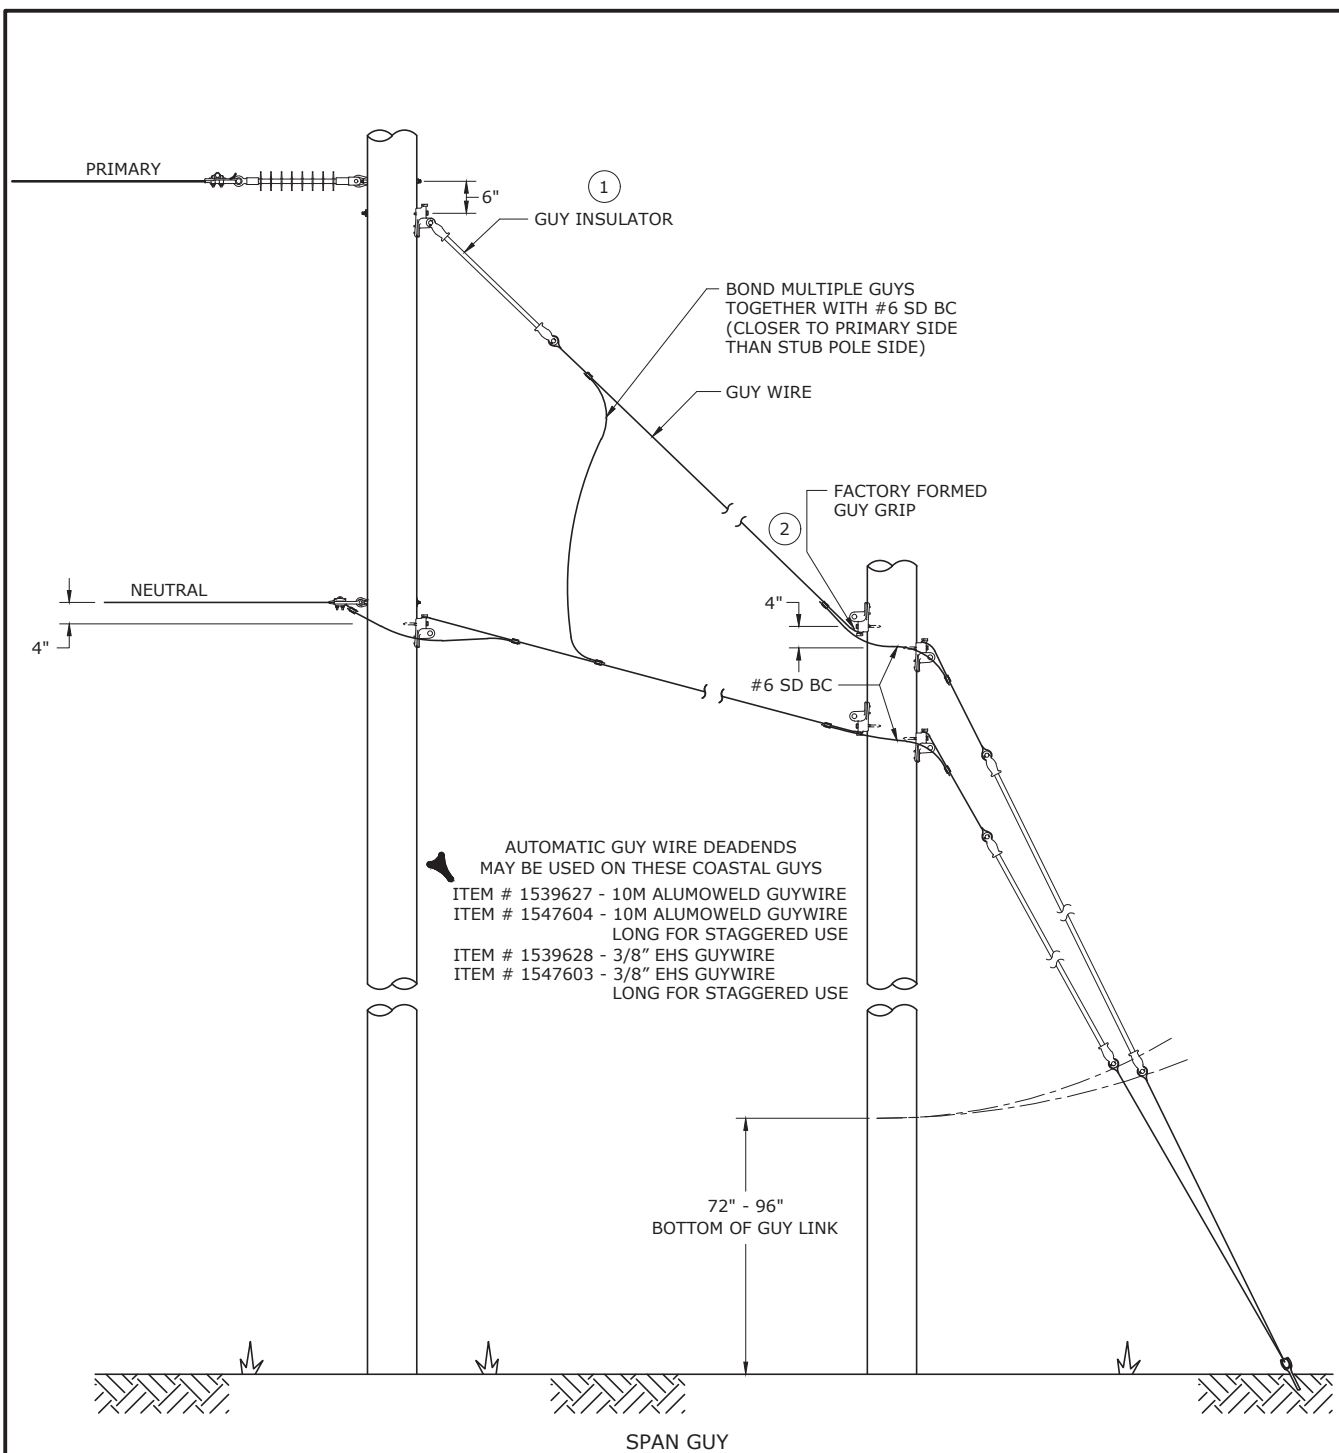 PRIMARY
6"
1
GUY INSULATOR
BOND MULTIPLE GUYS
TOGETHER WITH #6 SD BC
(CLOSER TO PRIMARY SIDE
THAN STUB POLE SIDE)
GUY WIRE
FACTORY FORMED
GUY GRIP
2
NEUTRAL
4"
4"
#6 SD BC
AUTOMATIC GUY WIRE DEADENDS
MAY BE USED ON THESE COASTAL GUYS
ITEM # 1539627 - 10M ALUMOWELD GUYWIRE
ITEM # 1547604 - 10M ALUMOWELD GUYWIRE
LONG FOR STAGGERED USE
ITEM # 1539628 - 3/8” EHS GUYWIRE
ITEM # 1547603 - 3/8” EHS GUYWIRE
LONG FOR STAGGERED USE
72" - 96"
BOTTOM OF GUY LINK
SPAN GUY